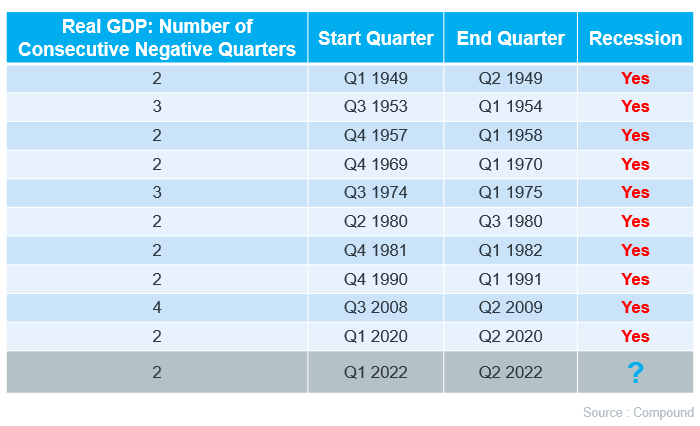 Real GDP: Number of Consecutive Negative Quarters Start Quarter End Quarter Recession
2 Q1 1949 Q2 1949 Yes
3 Q3 1953 Q1 1954 Yes
2 Q4 1957 Q1 1958 Yes
2 Q4 1969 Q1 1970 Yes
3 Q3 1974 Q1 1975 Yes
2 Q2 1980 Q3 1980 Yes
2 Q4 1981 Q1 1982 Yes
2 Q4 1990 Q1 1991 Yes
4 Q3 2008 Q2 2009 Yes
2 Q1 2020 Q2 2020 Yes
2 Q1 2022 Q2 2022 ?
Source : Compound